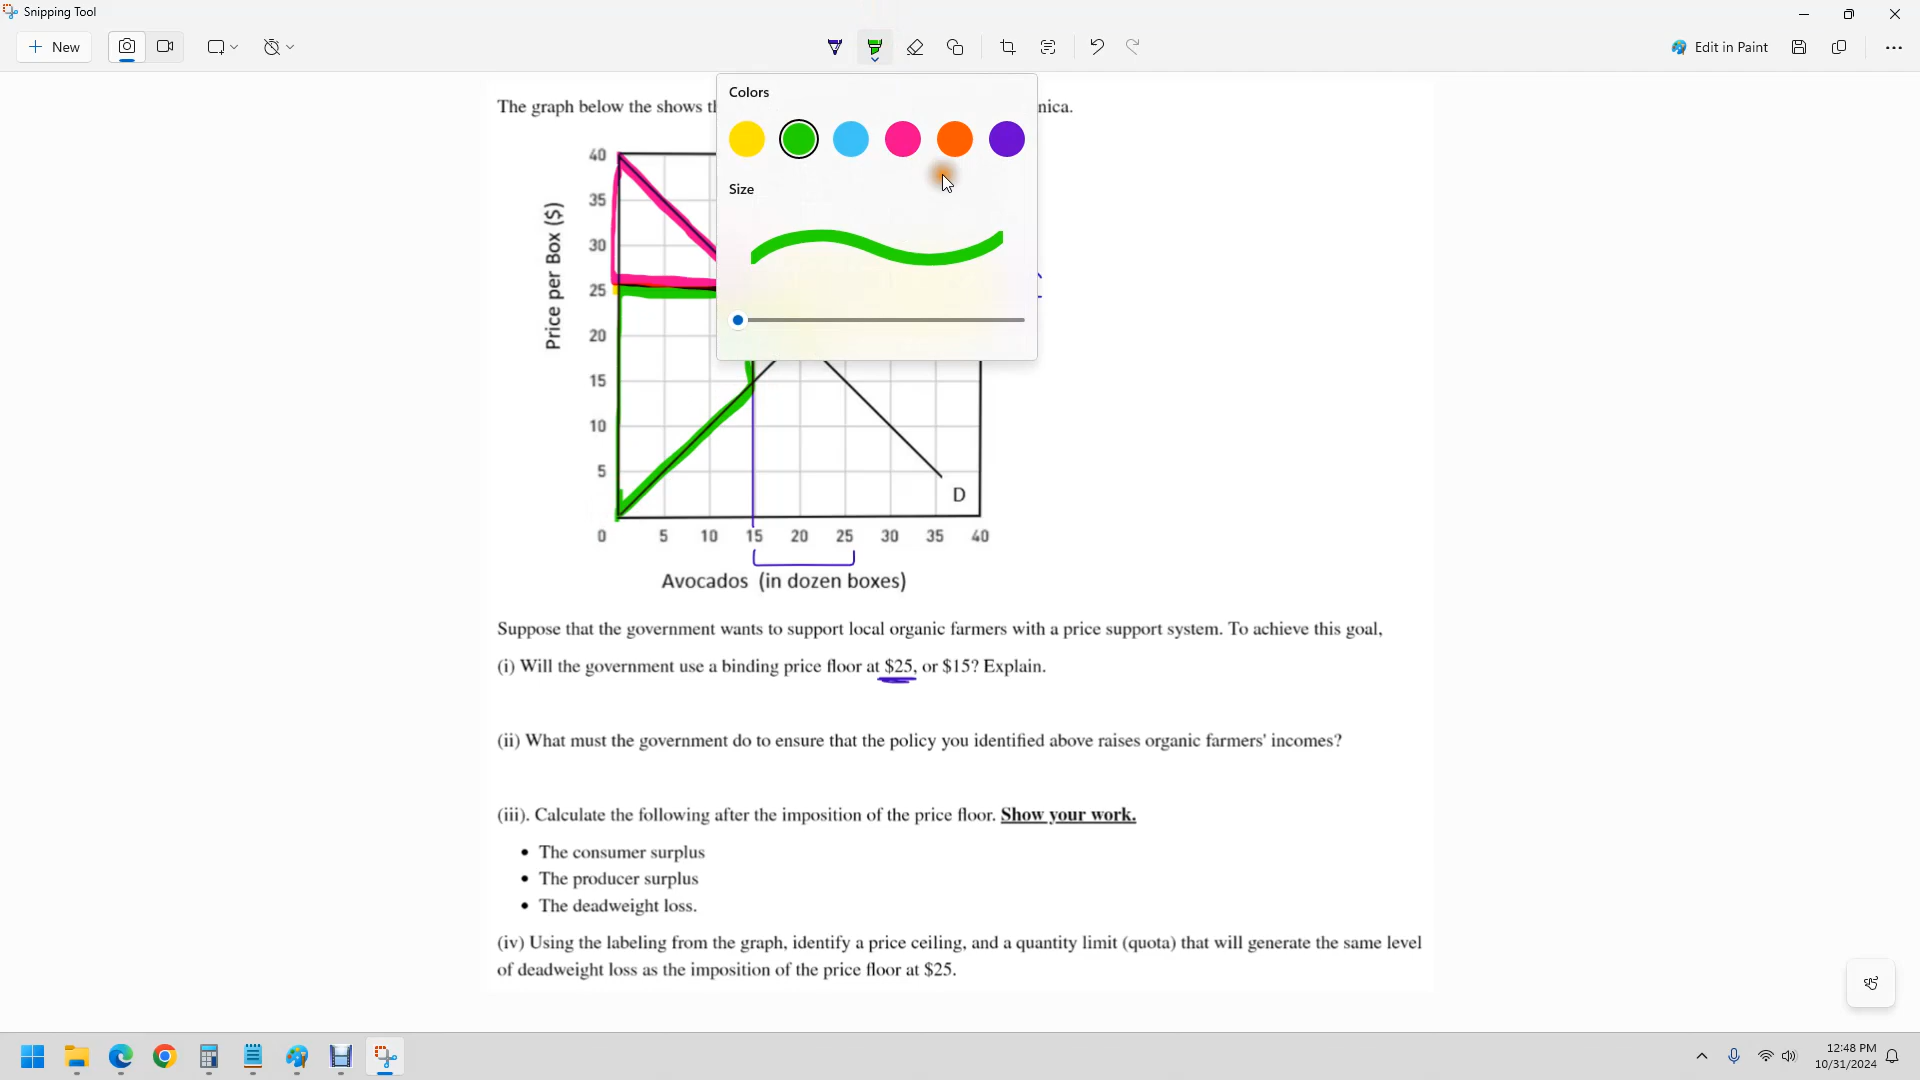 Snipping Tool
New
Edit in Paint
Colors
Size
The graph below the shows
nica.
Price per Box ($)
40
35
30
25
20
15
10
5
D
0 5 10 15 20 25 30 35 40
Avocados (in dozen boxes)
Suppose that the government wants to support local organic farmers with a price support system. To achieve this goal,
(i) Will the government use a binding price floor at $25, or $15? Explain.
(ii) What must the government do to ensure that the policy you identified above raises organic farmers' incomes?
(iii). Calculate the following after the imposition of the price floor. Show your work.
• The consumer surplus
• The producer surplus
• The deadweight loss.
(iv) Using the labeling from the graph, identify a price ceiling, and a quantity limit (quota) that will generate the same level
of deadweight loss as the imposition of the price floor at $25.
12:48 PM
10/31/2024